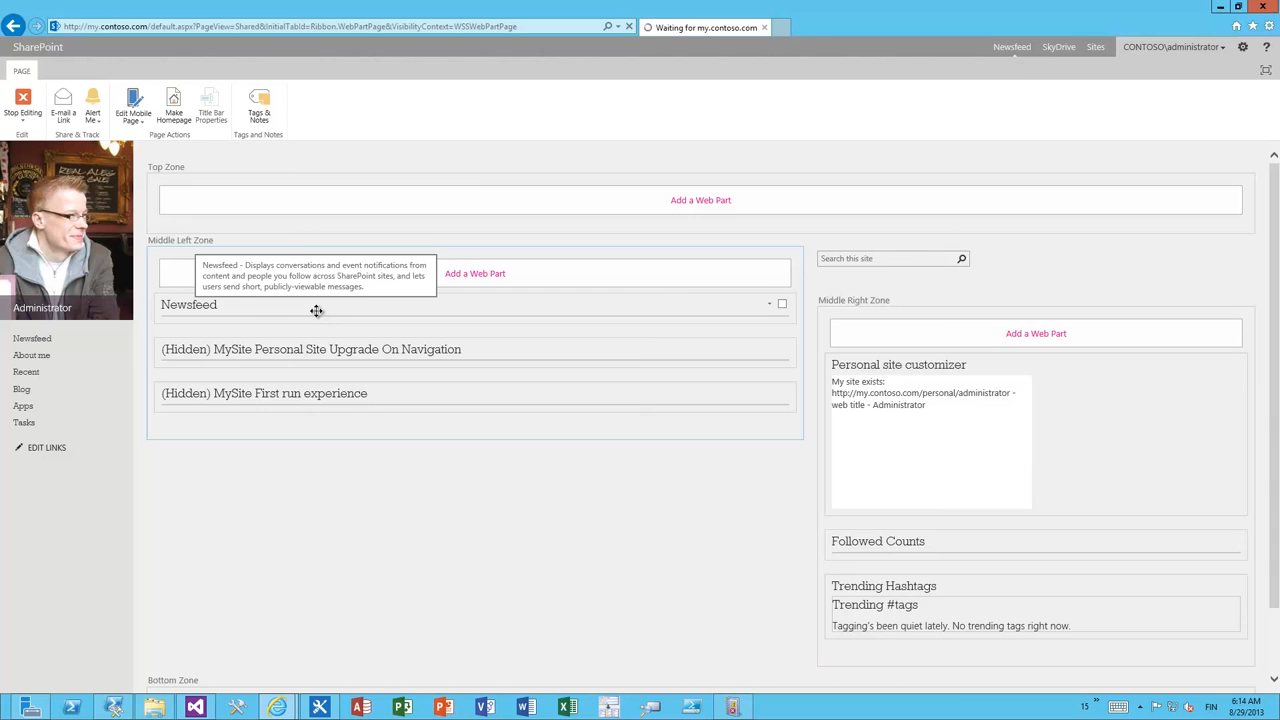 http://my.contoso.com/default.aspx?PageView=Shared&InitialTabId=Ribbon.WebPartPage&VisibilityContext=WSSWebPartPage
Waiting for my.contoso.com
SharePoint
Newsfeed SkyDrive Sites CONTOSO\administrator
PAGE
Stop Editing
E-mail a Link
Alert Me
Edit Mobile Page
Make Homepage
Title Bar Properties
Tags & Notes
Edit
Share & Track
Page Actions
Tags and Notes
REAL ALES
Administrator
Newsfeed
About me
Recent
Blog
Apps
Tasks
EDIT LINKS
Top Zone
Add a Web Part
Middle Left Zone
Add a Web Part
Newsfeed - Displays conversations and event notifications from
content and people you follow across SharePoint sites, and lets
users send short, publicly-viewable messages.
Newsfeed
(Hidden) MySite Personal Site Upgrade On Navigation
(Hidden) MySite First run experience
Search this site
Middle Right Zone
Add a Web Part
Personal site customizer
My site exists:
http://my.contoso.com/personal/administrator -
web title - Administrator
Followed Counts
Trending Hashtags
Trending #tags
Tagging's been quiet lately. No trending tags right now.
Bottom Zone
15
FIN
6:14 AM
8/29/2013